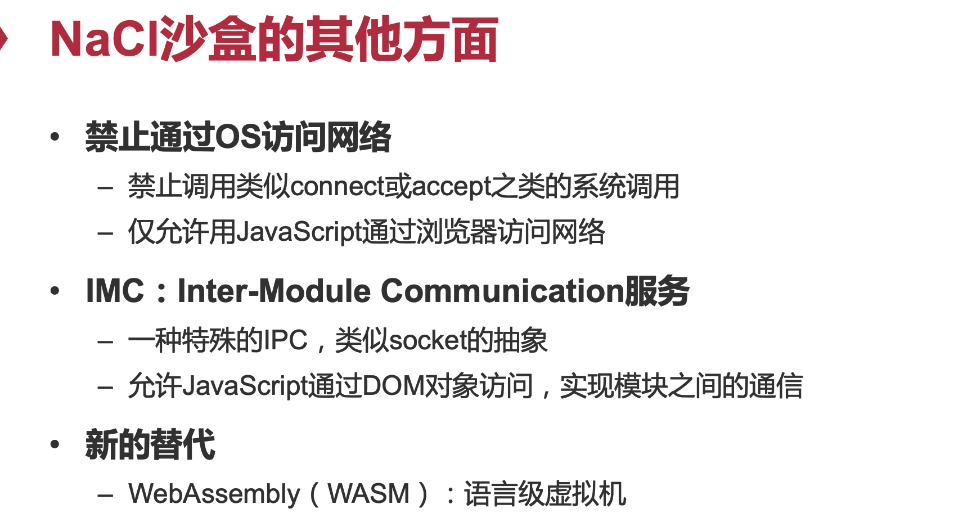 NaCl沙盒的其他方面
• 禁止通过OS访问网络
– 禁止调用类似connect或accept之类的系统调用
– 仅允许用JavaScript通过浏览器访问网络
• IMC：Inter-Module Communication服务
– 一种特殊的IPC，类似socket的抽象
– 允许JavaScript通过DOM对象访问，实现模块之间的通信
• 新的替代
– WebAssembly（WASM）：语言级虚拟机